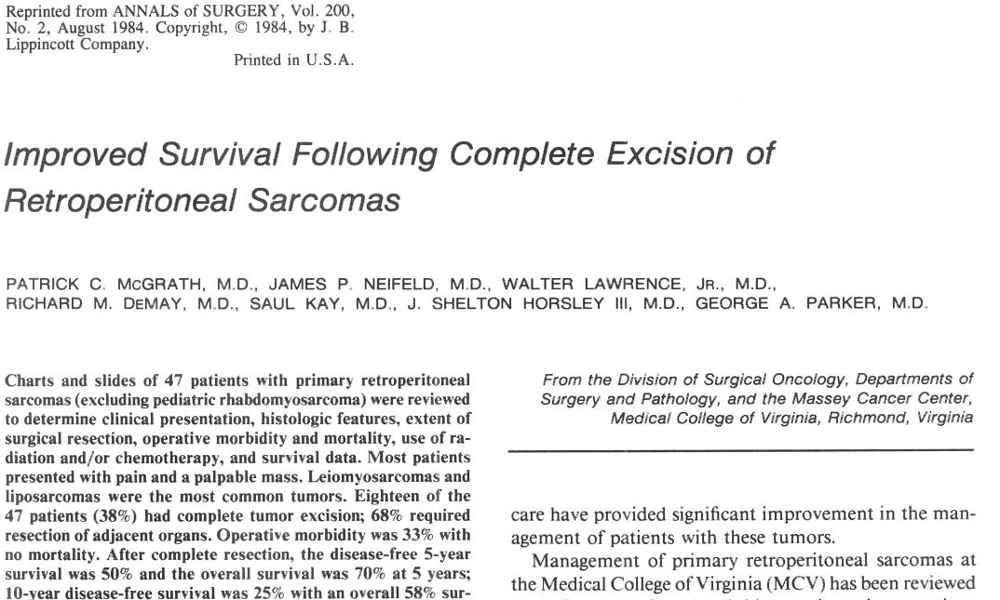 Reprinted from ANNALS of SURGERY, Vol. 200,
No. 2, August 1984. Copyright, © 1984, by J. B.
Lippincott Company.
Printed in U.S.A.
Improved Survival Following Complete Excision of
Retroperitoneal Sarcomas
PATRICK C. MCGRATH, M.D., JAMES P. NEIFELD, M.D., WALTER LAWRENCE, JR., M.D.,
RICHARD M. DEMAY, M.D., SAUL KAY, M.D., J. SHELTON HORSLEY III, M.D., GEORGE A. PARKER, M.D.
Charts and slides of 47 patients with primary retroperitoneal
sarcomas (excluding pediatric rhabdomyosarcoma) were reviewed
to determine clinical presentation, histologic features, extent of
surgical resection, operative morbidity and mortality, use of ra-
diation and/or chemotherapy, and survival data. Most patients
presented with pain and a palpable mass. Leiomyosarcomas and
liposarcomas were the most common tumors. Eighteen of the
47 patients (38%) had complete tumor excision; 68% required
resection of adjacent organs. Operative morbidity was 33% with
no mortality. After complete resection, the disease-free 5-year
survival was 50% and the overall survival was 70% at 5 years;
10-year disease-free survival was 25% with an overall 58% sur-
From the Division of Surgical Oncology, Departments of
Surgery and Pathology, and the Massey Cancer Center,
Medical College of Virginia, Richmond, Virginia
care have provided significant improvement in the man-
agement of patients with these tumors.
Management of primary retroperitoneal sarcomas at
the Medical College of Virginia (MCV) has been reviewed